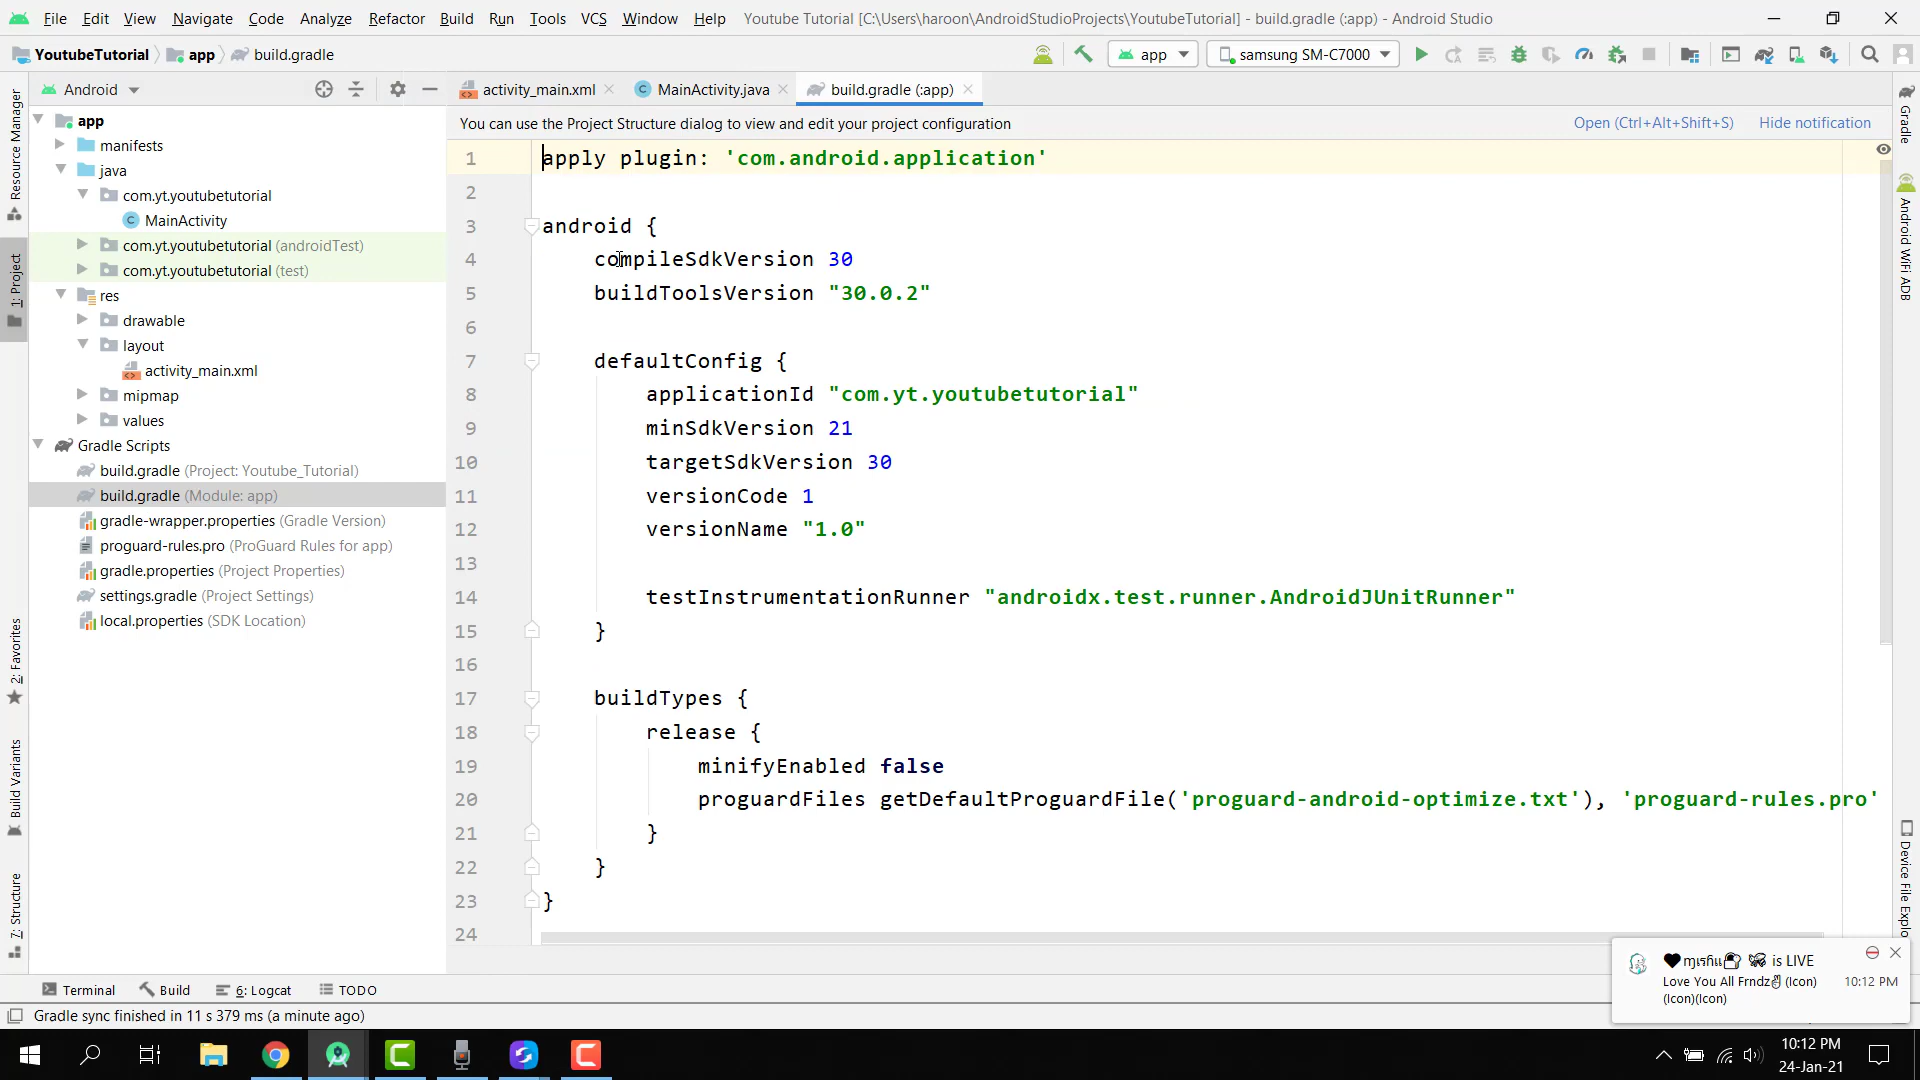 File Edit View Navigate Code Analyze Refactor Build Run Tools VCS Window Help Youtube Tutorial [C:\Users\haroon\AndroidStudioProjects\YoutubeTutorial] - build.gradle (:app) - Android Studio
YoutubeTutorial app build.gradle app samsung SM-C7000
Android
activity_main.xml MainActivity.java build.gradle (:app)
You can use the Project Structure dialog to view and edit your project configuration Open (Ctrl+Alt+Shift+S) Hide notification
Resource Manager
1: Project
2: Favorites
Build Variants
7: Structure
app
manifests
java
com.yt.youtubetutorial
MainActivity
com.yt.youtubetutorial (androidTest)
com.yt.youtubetutorial (test)
res
drawable
layout
activity_main.xml
mipmap
values
Gradle Scripts
build.gradle (Project: Youtube_Tutorial)
build.gradle (Module: app)
gradle-wrapper.properties (Gradle Version)
proguard-rules.pro (ProGuard Rules for app)
gradle.properties (Project Properties)
settings.gradle (Project Settings)
local.properties (SDK Location)
1 apply plugin: 'com.android.application'
2
3 android {
4 compileSdkVersion 30
5 buildToolsVersion "30.0.2"
6
7 defaultConfig {
8 applicationId "com.yt.youtubetutorial"
9 minSdkVersion 21
10 targetSdkVersion 30
11 versionCode 1
12 versionName "1.0"
13
14 testInstrumentationRunner "androidx.test.runner.AndroidJUnitRunner"
15 }
16
17 buildTypes {
18 release {
19 minifyEnabled false
20 proguardFiles getDefaultProguardFile('proguard-android-optimize.txt'), 'proguard-rules.pro'
21 }
22 }
23 }
24
Gradle
Android WiFi ADB
Device File Explo
is LIVE
Love You All Frndz (Icon)
(Icon)(Icon)
10:12 PM
Terminal Build 6: Logcat TODO
Gradle sync finished in 11 s 379 ms (a minute ago)
10:12 PM
24-Jan-21